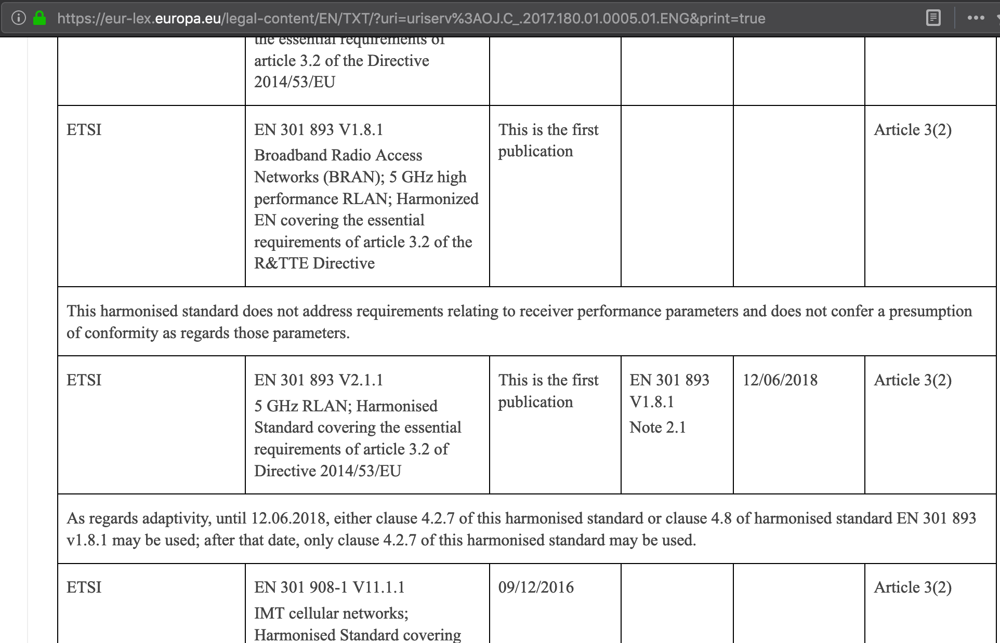 https://eur-lex.europa.eu/legal-content/EN/TXT/?uri=uriserv%3AOJ.C_.2017.180.01.0005.01.ENG&print=true
the essential requirements of
article 3.2 of the Directive
2014/53/EU
ETSI
EN 301 893 V1.8.1
Broadband Radio Access
Networks (BRAN); 5 GHz high
performance RLAN; Harmonized
EN covering the essential
requirements of article 3.2 of the
R&TTE Directive
This is the first
publication
Article 3(2)
This harmonised standard does not address requirements relating to receiver performance parameters and does not confer a presumption
of conformity as regards those parameters.
ETSI
EN 301 893 V2.1.1
5 GHz RLAN; Harmonised
Standard covering the essential
requirements of article 3.2 of
Directive 2014/53/EU
This is the first
publication
EN 301 893
V1.8.1
Note 2.1
12/06/2018
Article 3(2)
As regards adaptivity, until 12.06.2018, either clause 4.2.7 of this harmonised standard or clause 4.8 of harmonised standard EN 301 893
v1.8.1 may be used; after that date, only clause 4.2.7 of this harmonised standard may be used.
ETSI
EN 301 908-1 V11.1.1
IMT cellular networks;
Harmonised Standard covering
09/12/2016
Article 3(2)